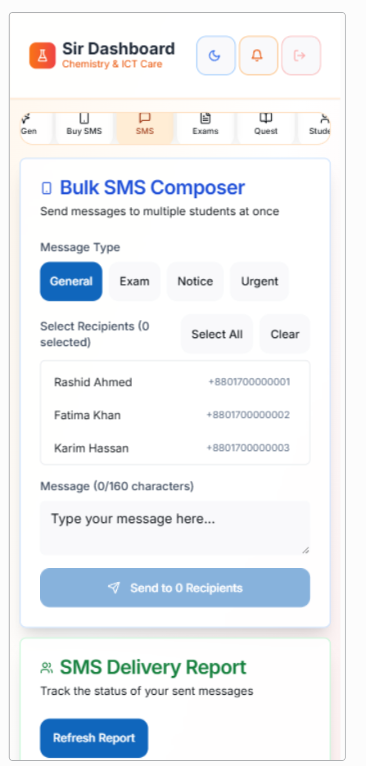 Sir Dashboard
Chemistry & ICT Care
Gen
Buy SMS
SMS
Exams
Quest
Stude
Bulk SMS Composer
Send messages to multiple students at once
Message Type
General
Exam
Notice
Urgent
Select Recipients (0
selected)
Select All
Clear
Rashid Ahmed +8801700000001
Fatima Khan +8801700000002
Karim Hassan +8801700000003
Message (0/160 characters)
Type your message here...
Send to 0 Recipients
SMS Delivery Report
Track the status of your sent messages
Refresh Report